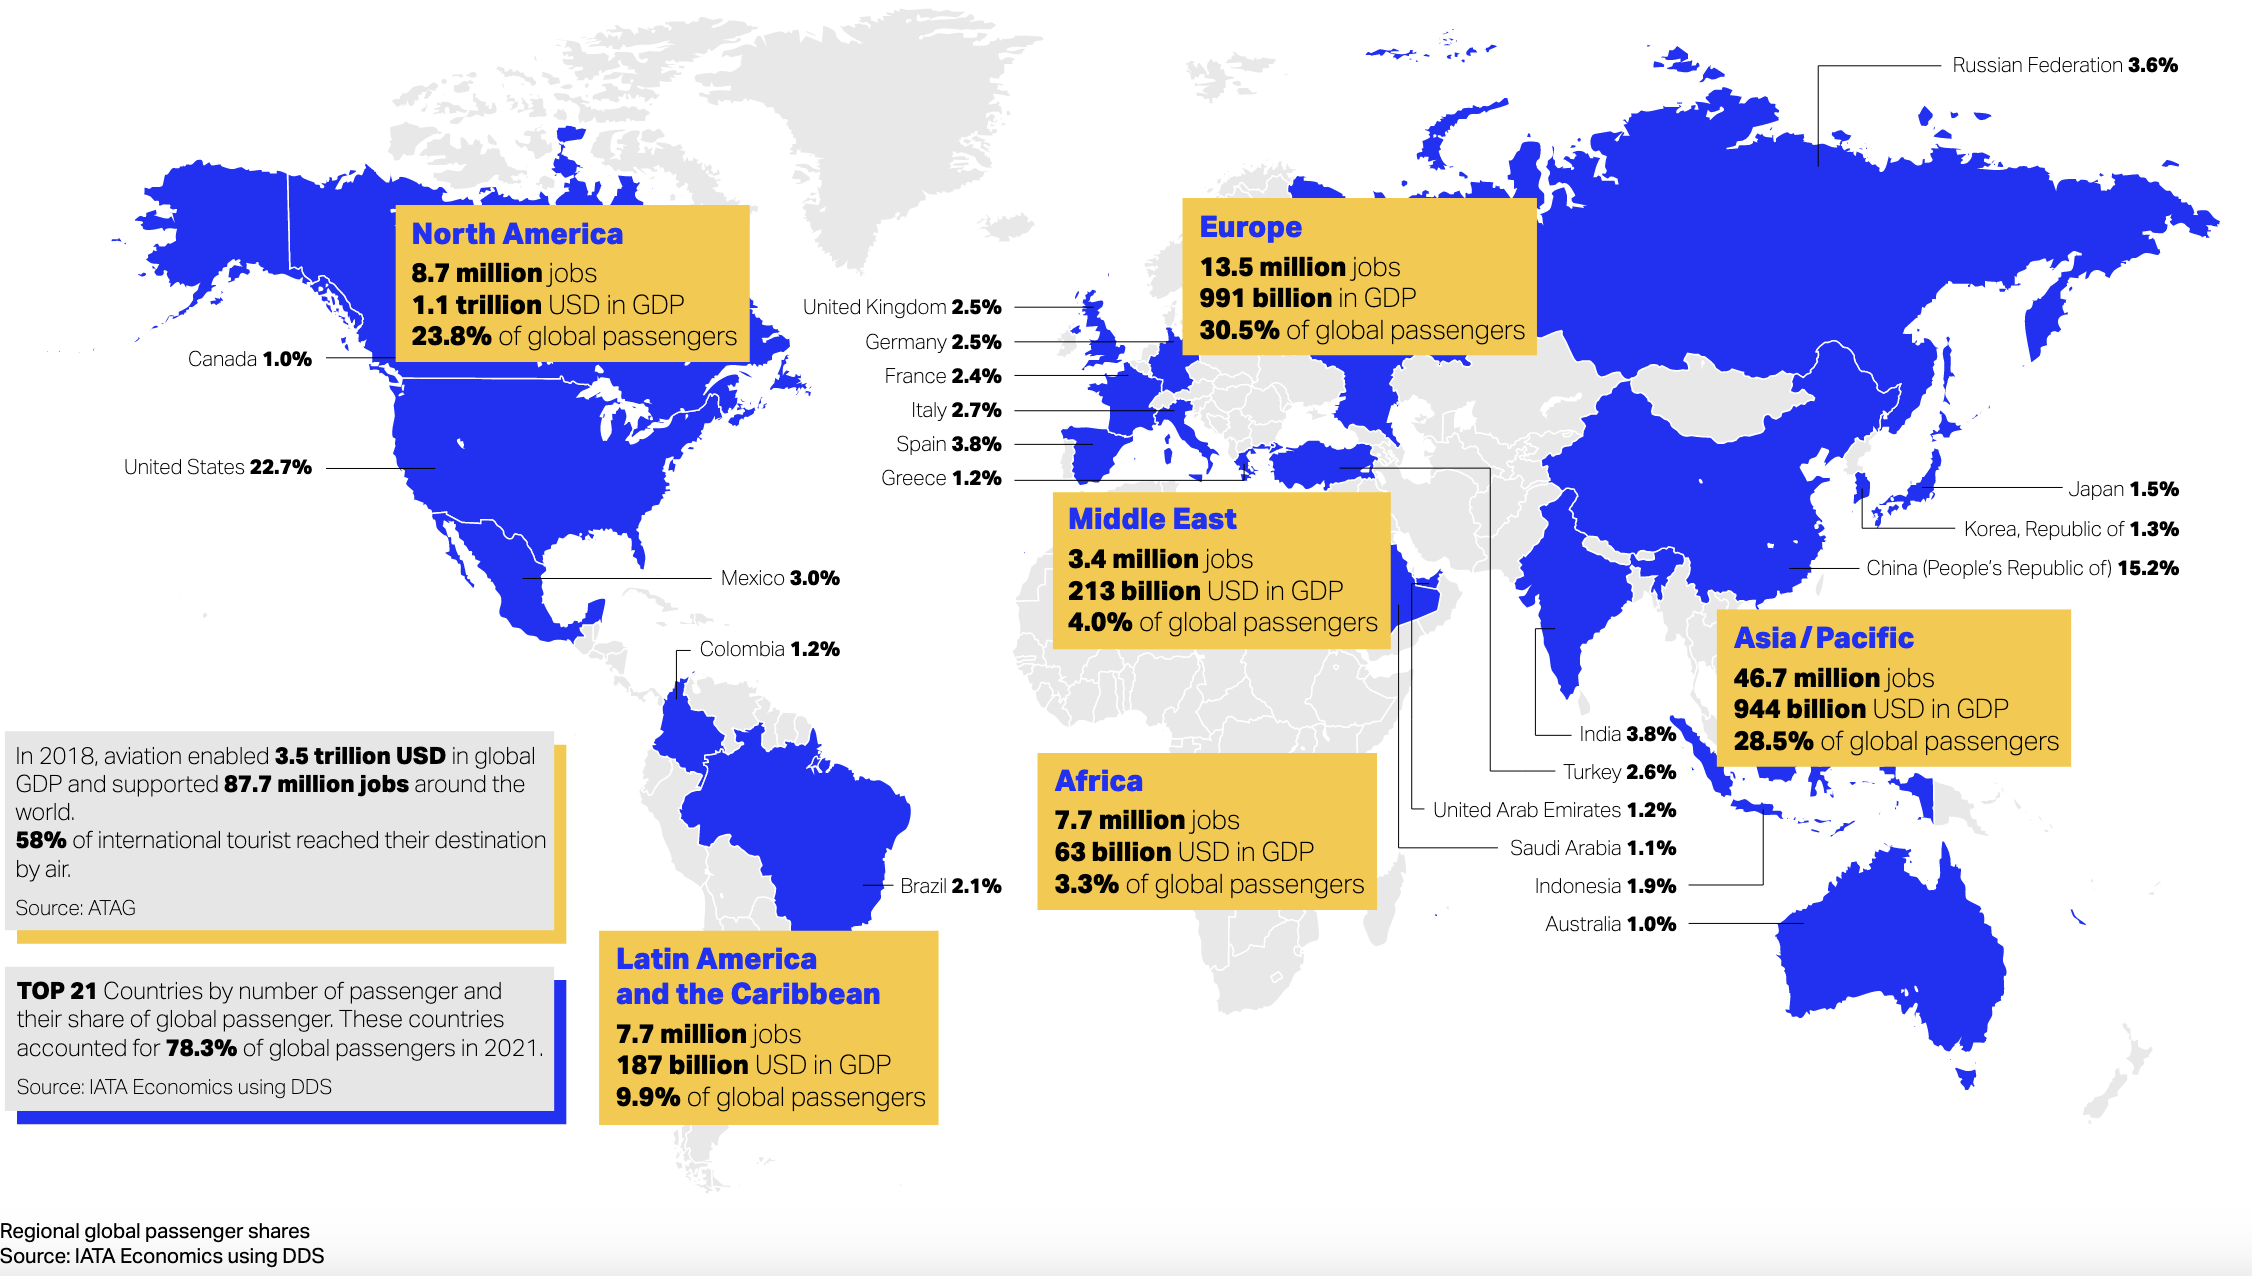 Russian Federation 3.6%
North America
8.7 million jobs
1.1 trillion USD in GDP
23.8% of global passengers
Europe
13.5 million jobs
991 billion in GDP
30.5% of global passengers
United Kingdom 2.5%
Germany 2.5%
France 2.4%
Italy 2.7%
Spain 3.8%
Greece 1.2%
Canada 1.0%
United States 22.7%
Mexico 3.0%
Colombia 1.2%
Middle East
3.4 million jobs
213 billion USD in GDP
4.0% of global passengers
Japan 1.5%
Korea, Republic of 1.3%
China (People's Republic of) 15.2%
Asia/Pacific
46.7 million jobs
944 billion USD in GDP
28.5% of global passengers
India 3.8%
Turkey 2.6%
United Arab Emirates 1.2%
Saudi Arabia 1.1%
Indonesia 1.9%
Australia 1.0%
Africa
7.7 million jobs
63 billion USD in GDP
3.3% of global passengers
Brazil 2.1%
In 2018, aviation enabled 3.5 trillion USD in global
GDP and supported 87.7 million jobs around the
world.
58% of international tourist reached their destination
by air.
Source: ATAG
Latin America
and the Caribbean
7.7 million jobs
187 billion USD in GDP
9.9% of global passengers
TOP 21 Countries by number of passenger and
their share of global passenger. These countries
accounted for 78.3% of global passengers in 2021.
Source: IATA Economics using DDS
Regional global passenger shares
Source: IATA Economics using DDS